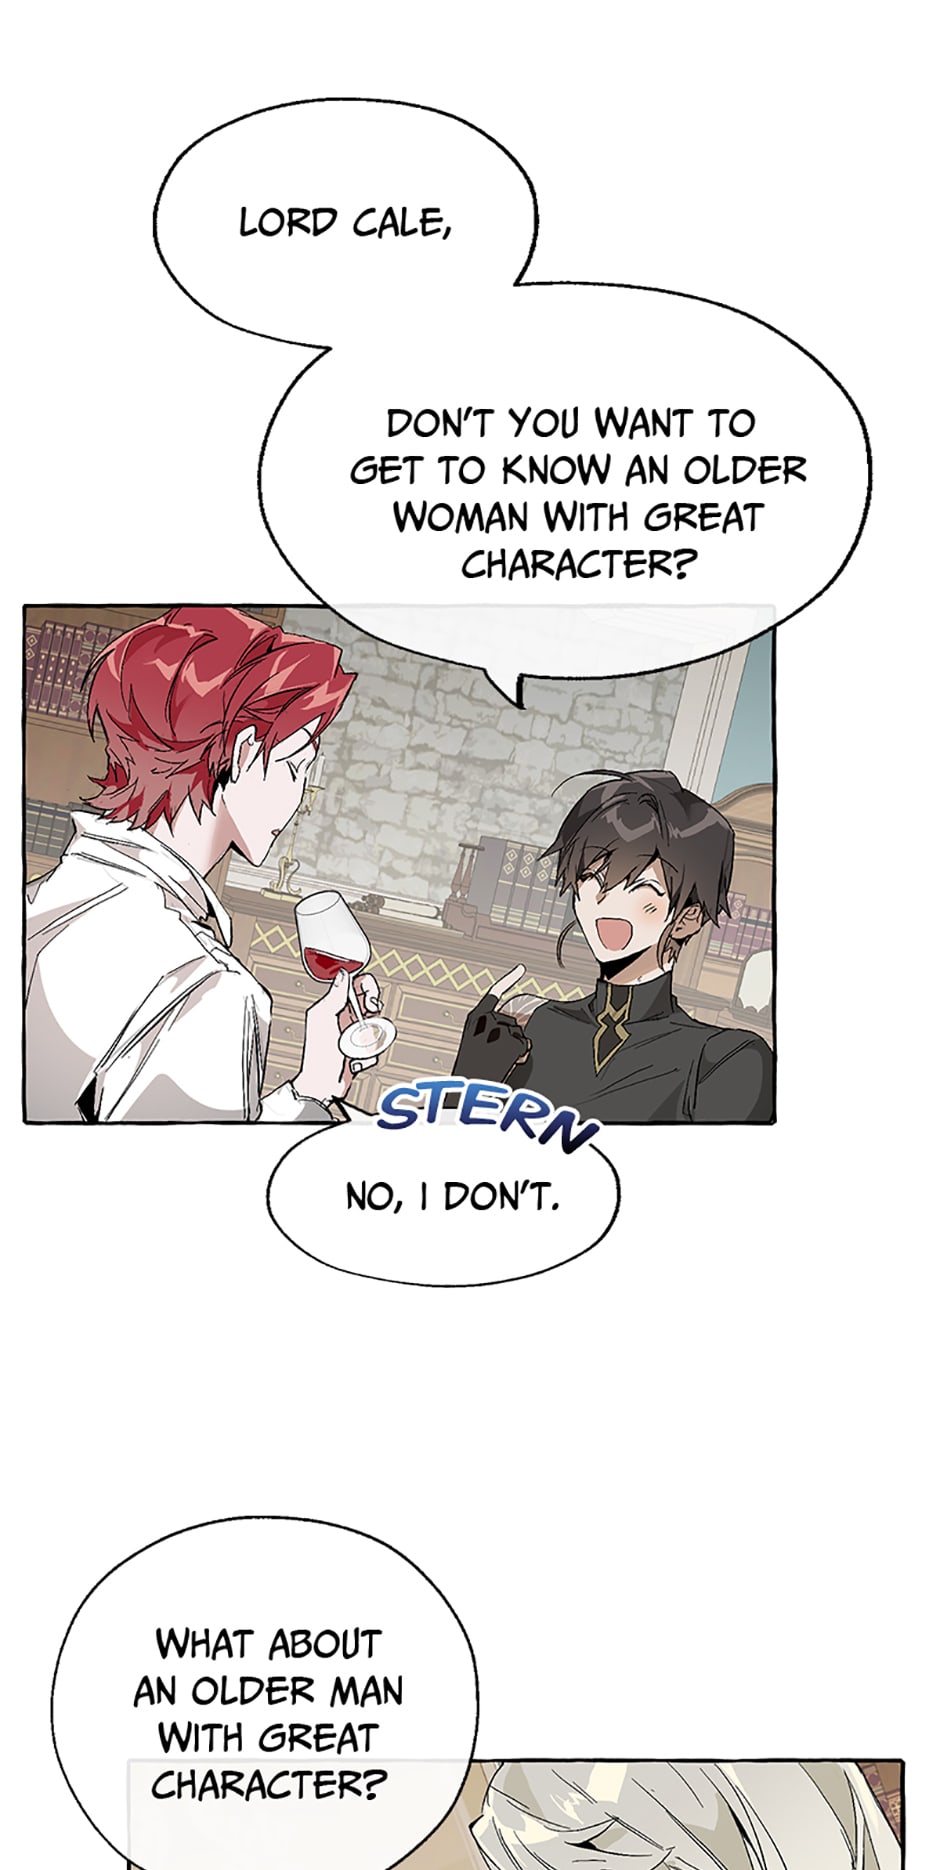 LORD CALE,
DON'T YOU WANT TO
GET TO KNOW AN OLDER
WOMAN WITH GREAT
CHARACTER?
STERN
NO, I DON'T.
WHAT ABOUT
AN OLDER MAN
WITH GREAT
CHARACTER?